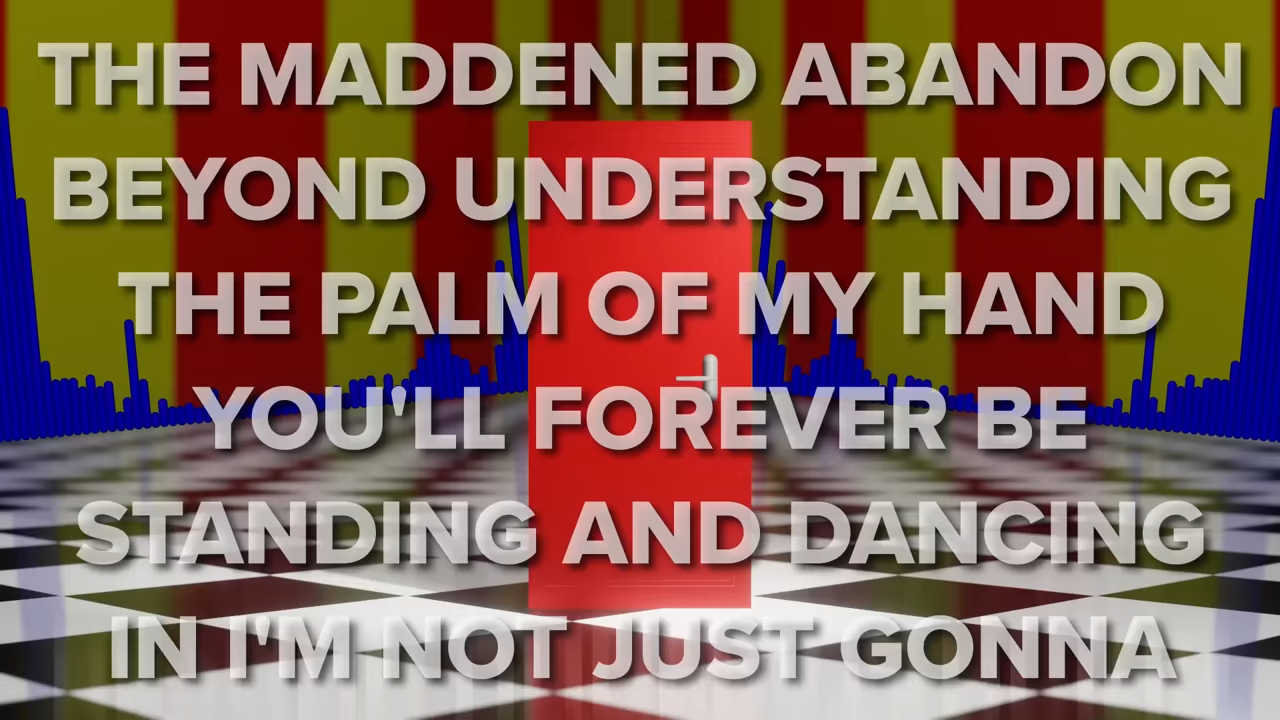 THE MADDENED ABANDON
BEYOND UNDERSTANDING
THE PALM OF MY HAND
YOU'LL FOREVER BE
STANDING AND DANCING
IN I'M NOT JUST GONNA